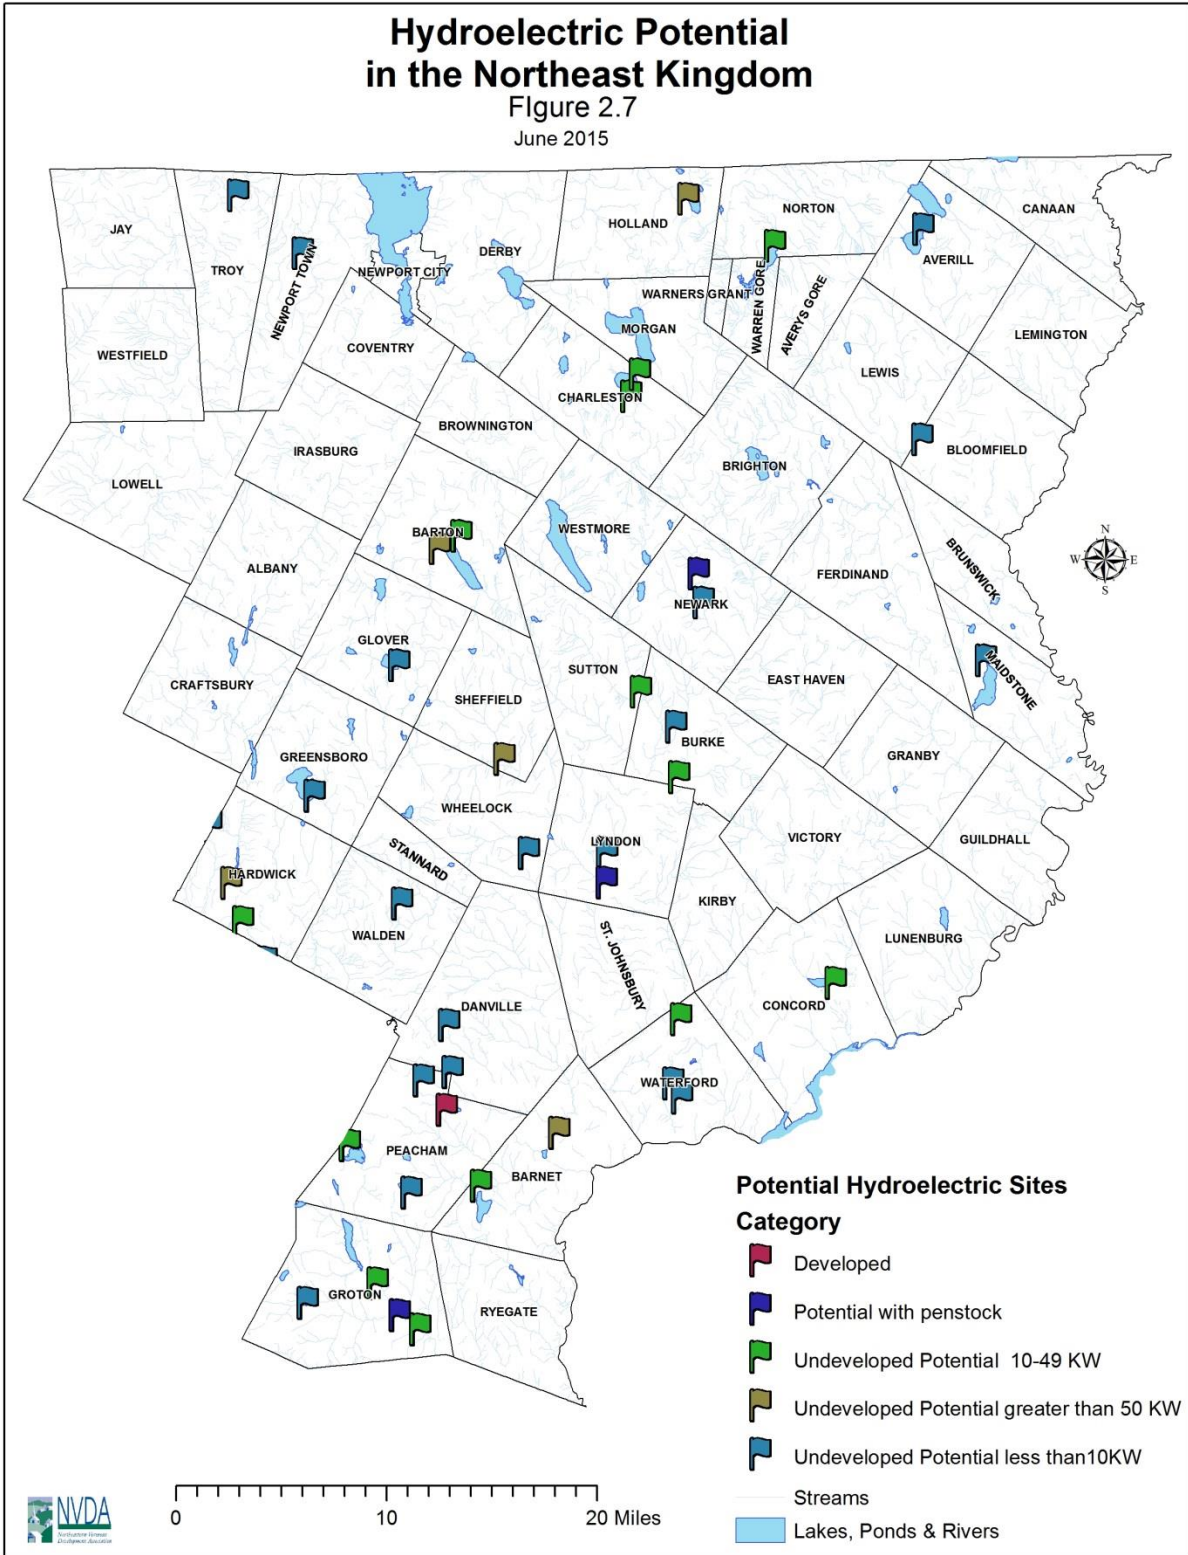 Hydroelectric Potential
in the Northeast Kingdom
FIgure 2.7
June 2015
JAY
TROY
NEWPORT TOWN
NEWPORT CITY
DERBY
HOLLAND
NORTON
AVERILL
CANAAN
WESTFIELD
COVENTRY
MORGAN
WARNERS GRANT
WARREN GORE
AVERYS GORE
LEWIS
LEMINGTON
CHARLESTON
BROWNINGTON
IRASBURG
LOWELL
BRIGHTON
BLOOMFIELD
BARTON
WESTMORE
ALBANY
NEWARK
FERDINAND
BRUNSWICK
N
W
E
S
GLOVER
CRAFTSBURY
SHEFFIELD
SUTTON
EAST HAVEN
MAIDSTONE
BURKE
GREENSBORO
GRANBY
WHEELOCK
STANNARD
LYNDON
VICTORY
GUILDHALL
HARDWICK
KIRBY
WALDEN
LUNENBURG
ST. JOHNSBURY
DANVILLE
CONCORD
WATERFORD
PEACHAM
BARNET
GROTON
RYEGATE
Potential Hydroelectric Sites
Category
Developed
Potential with penstock
Undeveloped Potential 10-49 KW
Undeveloped Potential greater than 50 KW
Undeveloped Potential less than10KW
Streams
Lakes, Ponds & Rivers
NVDA
Northeastern Vermont
Development Association
0
20 Miles